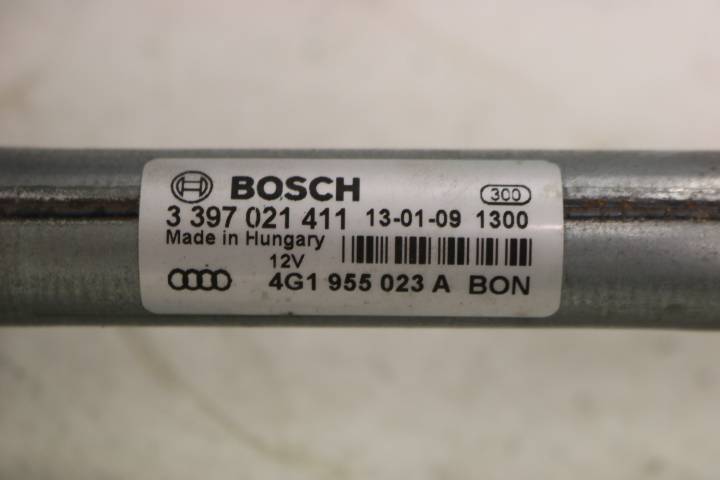 BOSCH 300
3 397 021 411 13-01-09 1300
Made in Hungary
12V
4G1 955 023 A BON